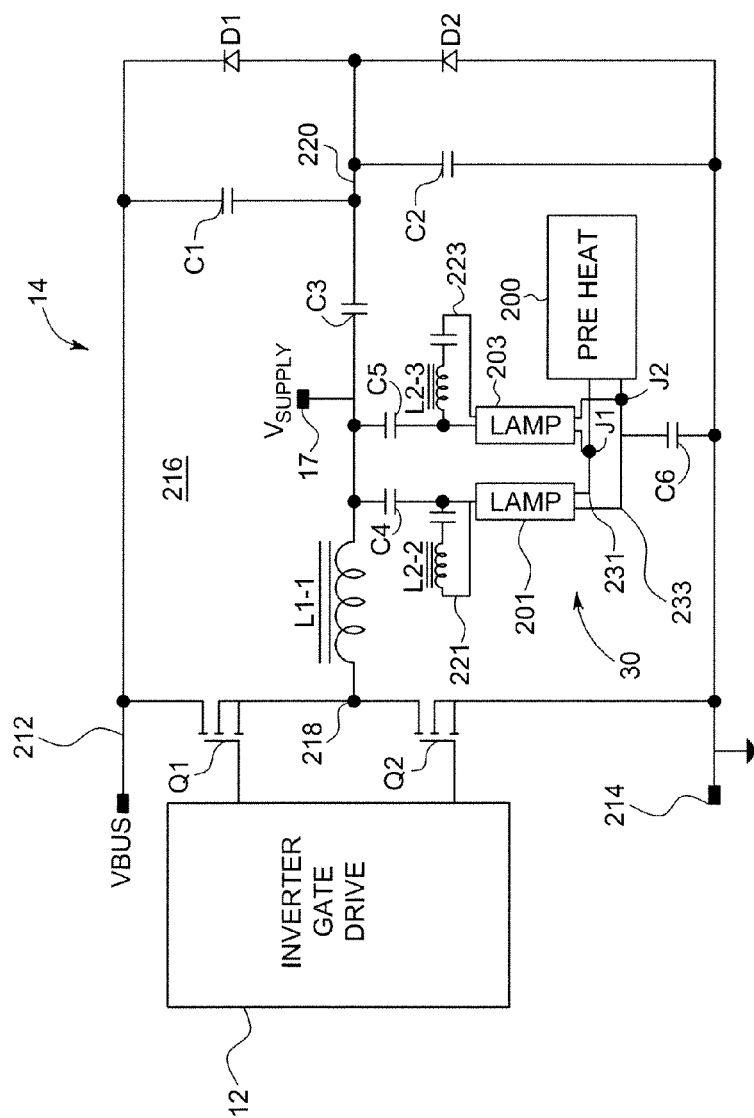 14
212
VBUS
Q1
216
C1
D1
L1-1
VSUPPLY
17
C3
220
218
INVERTER
GATE
DRIVE
12
Q2
C4
C5
L2-2
L2-3
221
223
C2
D2
LAMP
LAMP
201
203
200
PRE HEAT
231
J1
J2
233
30
C6
214